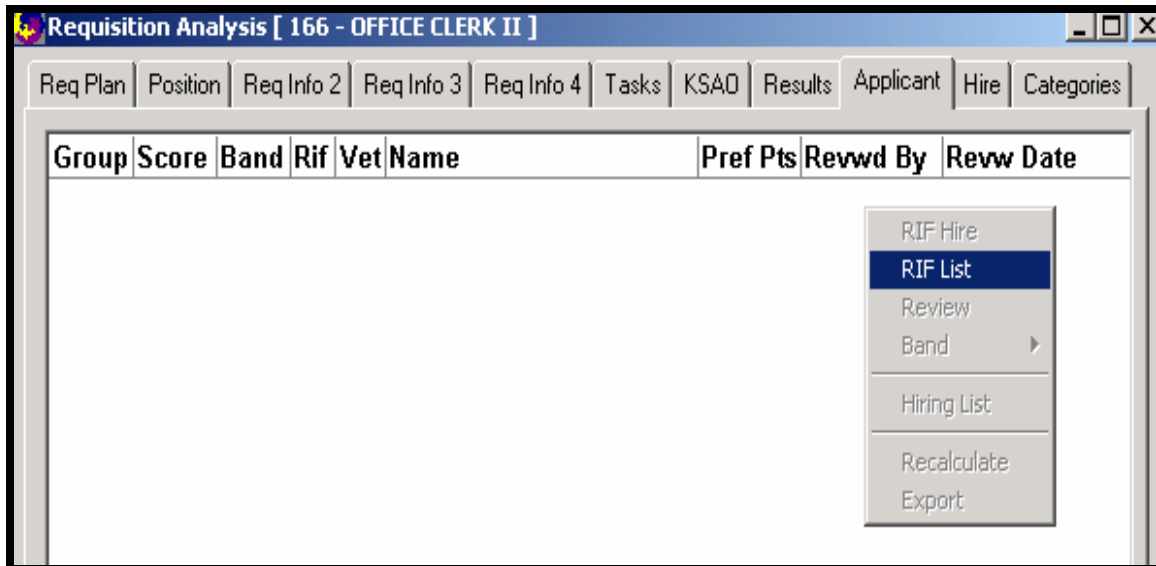 Requisition Analysis [ 166 - OFFICE CLERK II ]
Req Plan Position Req Info 2 Req Info 3 Req Info 4 Tasks KSAO Results Applicant Hire Categories
Group Score Band Rif Vet Name Pref Pts Revwd By Revw Date
RIF Hire
RIF List
Review
Band
Hiring List
Recalculate
Export